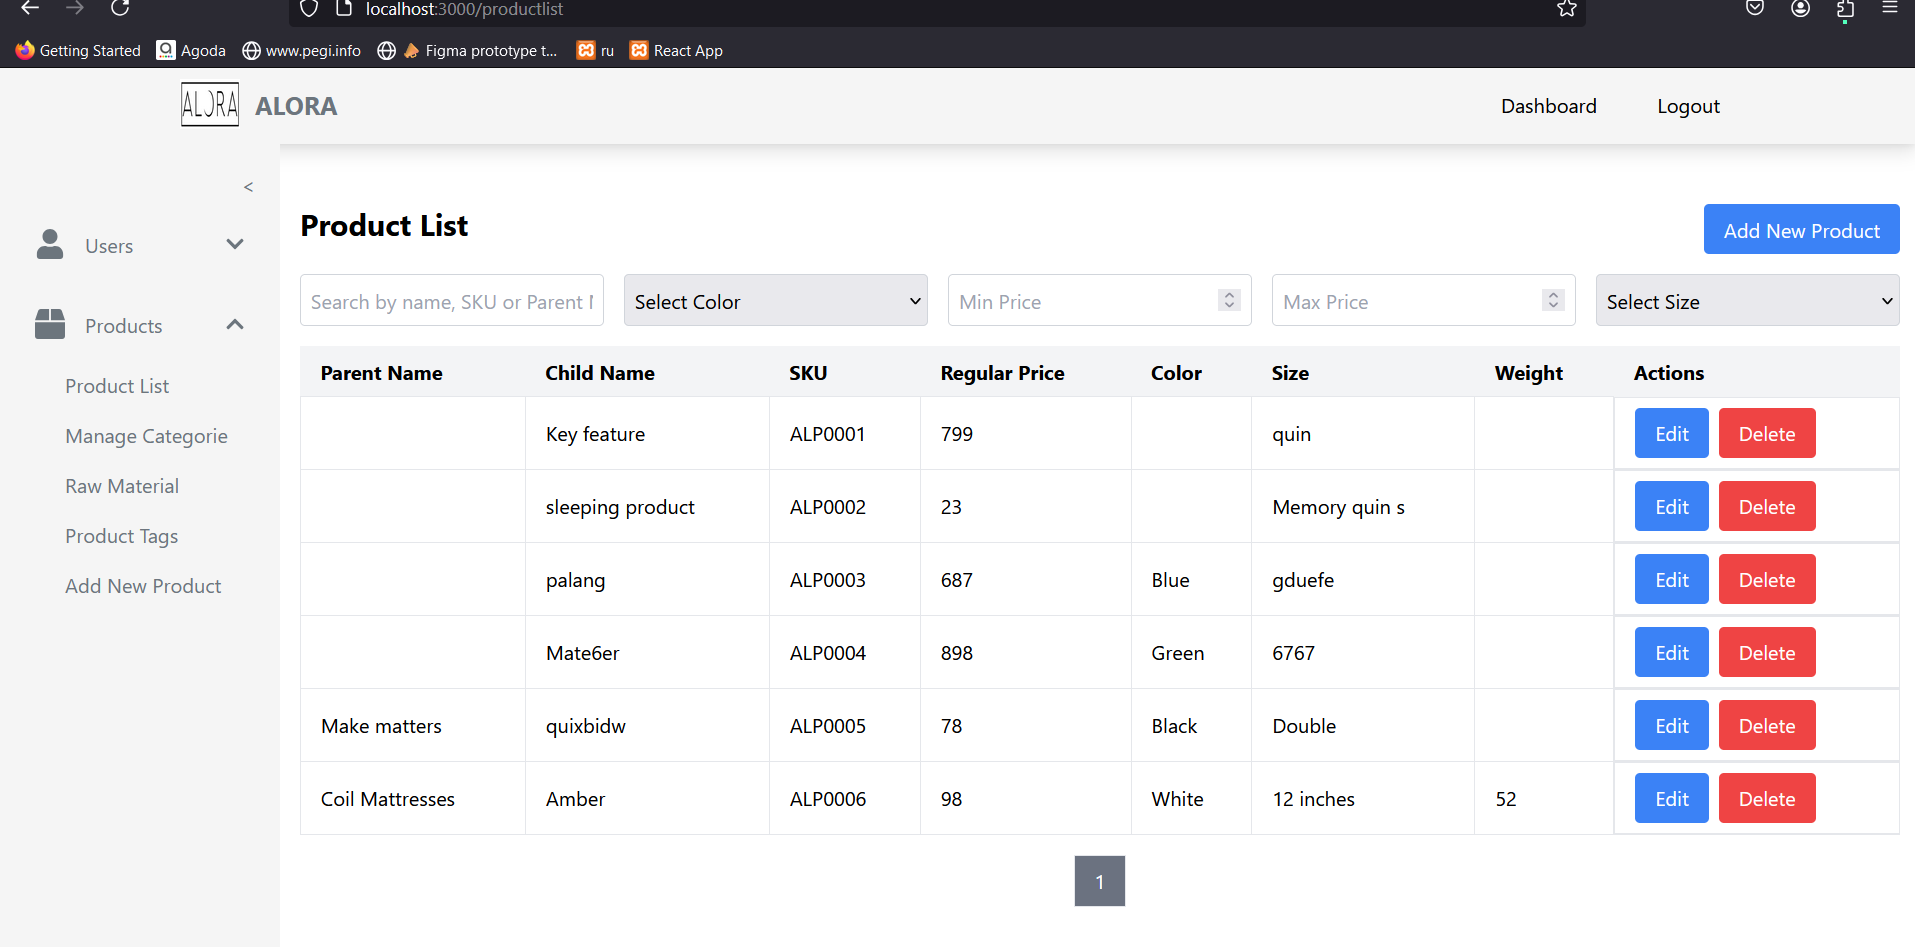 localhost:3000/productlist
Getting Started Agoda www.pegi.info Figma prototype t... ru React App
ALORA ALORA Dashboard Logout
<
Users
Products
Product List
Manage Categorie
Raw Material
Product Tags
Add New Product
Product List Add New Product
Search by name, SKU or Parent Select Color Min Price Max Price Select Size
Parent Name Child Name SKU Regular Price Color Size Weight Actions
Key feature ALP0001 799 quin Edit Delete
sleeping product ALP0002 23 Memory quin s Edit Delete
palang ALP0003 687 Blue gduefe Edit Delete
Mate6er ALP0004 898 Green 6767 Edit Delete
Make matters quixbidw ALP0005 78 Black Double Edit Delete
Coil Mattresses Amber ALP0006 98 White 12 inches 52 Edit Delete
1